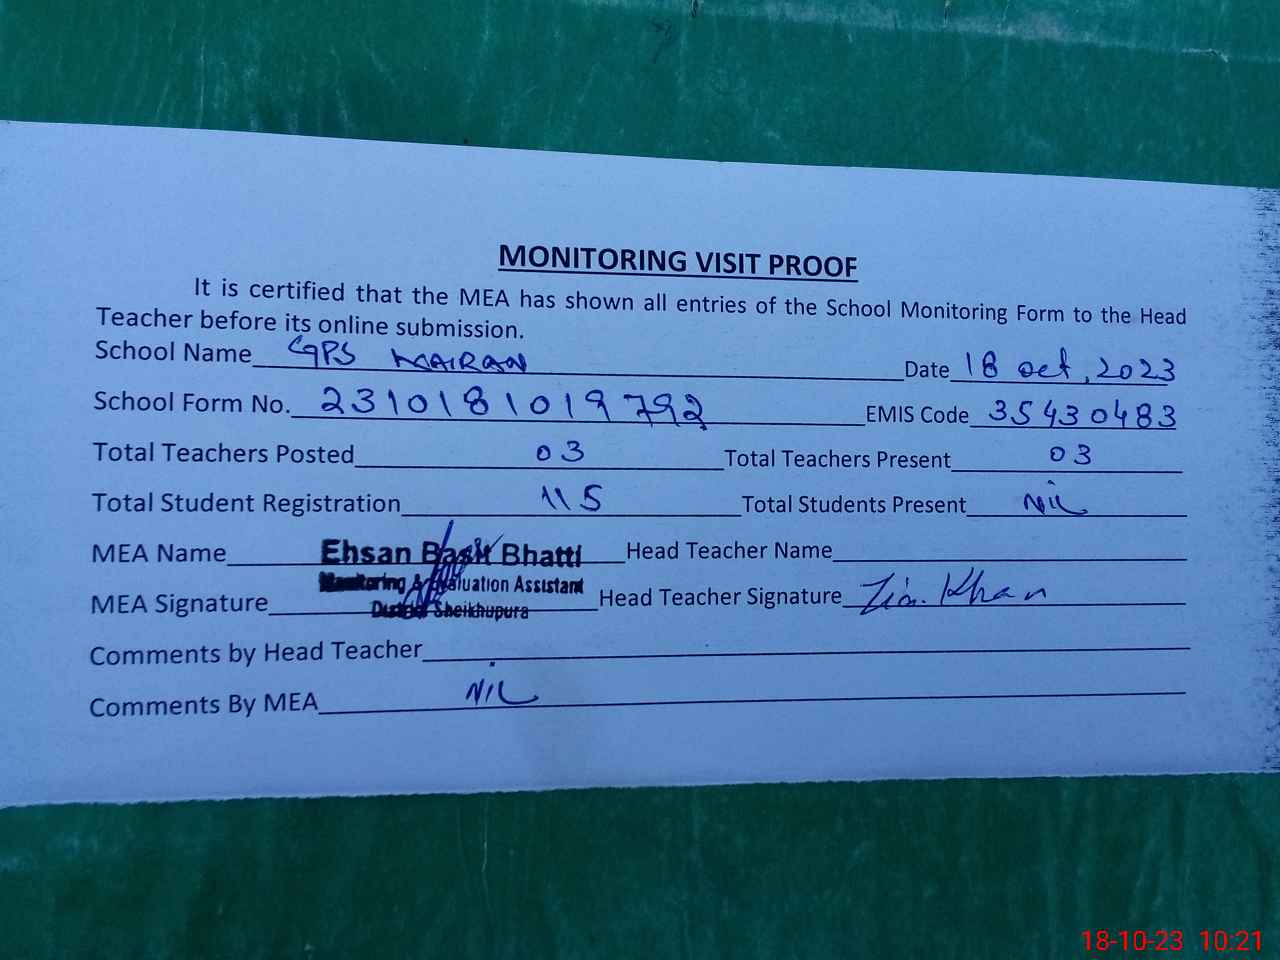 MONITORING VISIT PROOF
It is certified that the MEA has shown all entries of the School Monitoring Form to the Head
Teacher before its online submission.
School Name GPS KAIRAN Date 18 oct, 2023
School Form No. 2310181019792 EMIS Code 35430483
Total Teachers Posted 03 Total Teachers Present 03
Total Student Registration 115 Total Students Present NIL
MEA Name Ehsan Basit Bhatti Head Teacher Name
Monitoring & Evaluation Assistant
MEA Signature District Sheikhupura Head Teacher Signature Khan
Comments by Head Teacher
Comments By MEA NIL
18-10-23 10:21